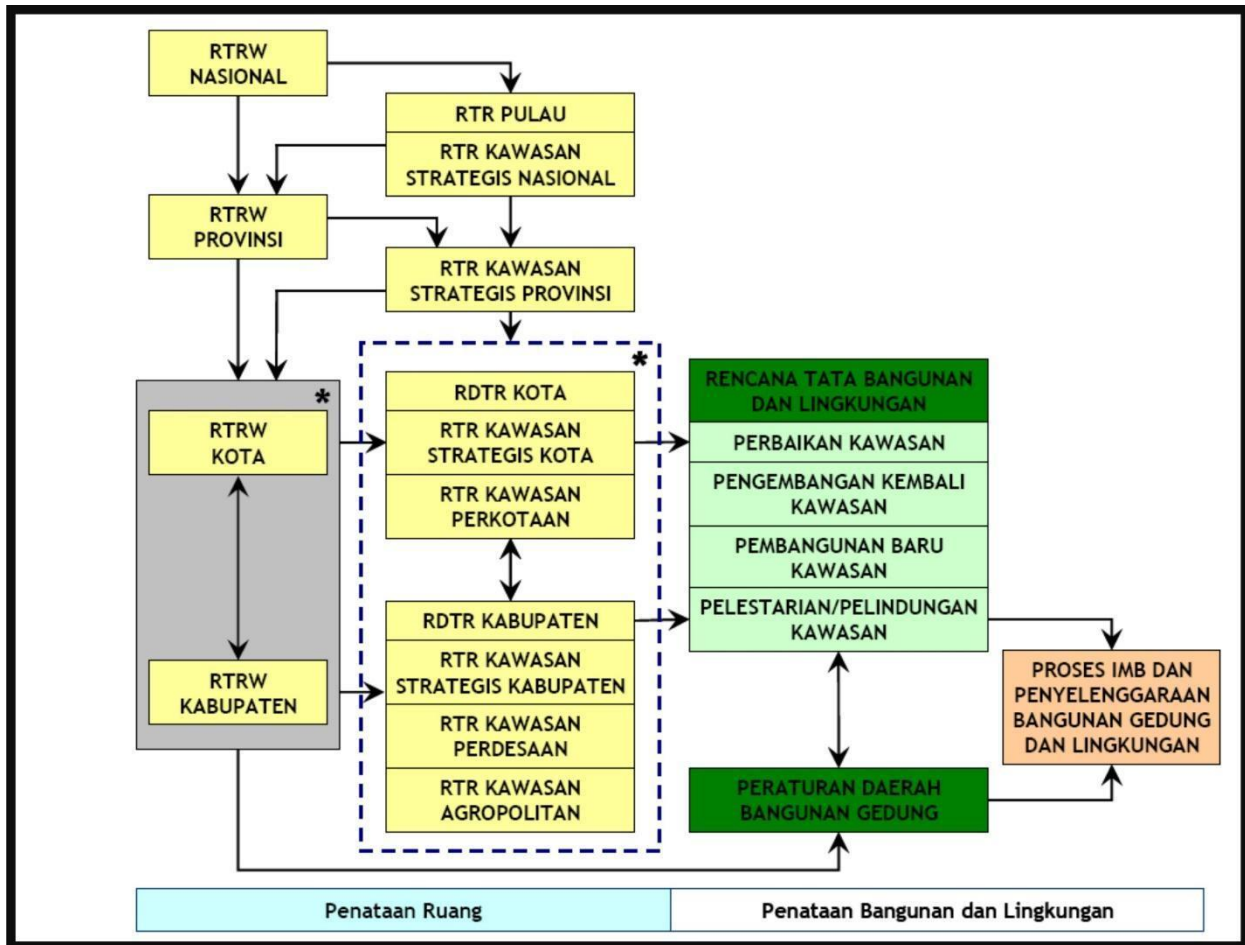 RTRW
NASIONAL
RTR PULAU
RTR KAWASAN
STRATEGIS NASIONAL
RTRW
PROVINSI
RTR KAWASAN
STRATEGIS PROVINSI
*
RTRW
KOTA
RTRW
KABUPATEN
*
RDTR KOTA
RTR KAWASAN
STRATEGIS KOTA
RTR KAWASAN
PERKOTAAN
RDTR KABUPATEN
RTR KAWASAN
STRATEGIS KABUPATEN
RTR KAWASAN
PERDESAAN
RTR KAWASAN
AGROPOLITAN
RENCANA TATA BANGUNAN
DAN LINGKUNGAN
PERBAIKAN KAWASAN
PENGEMBANGAN KEMBALI
KAWASAN
PEMBANGUNAN BARU
KAWASAN
PELESTARIAN/PELINDUNGAN
KAWASAN
PERATURAN DAERAH
BANGUNAN GEDUNG
PROSES IMB DAN
PENYELENGGARAAN
BANGUNAN GEDUNG
DAN LINGKUNGAN
Penataan Ruang
Penataan Bangunan dan Lingkungan